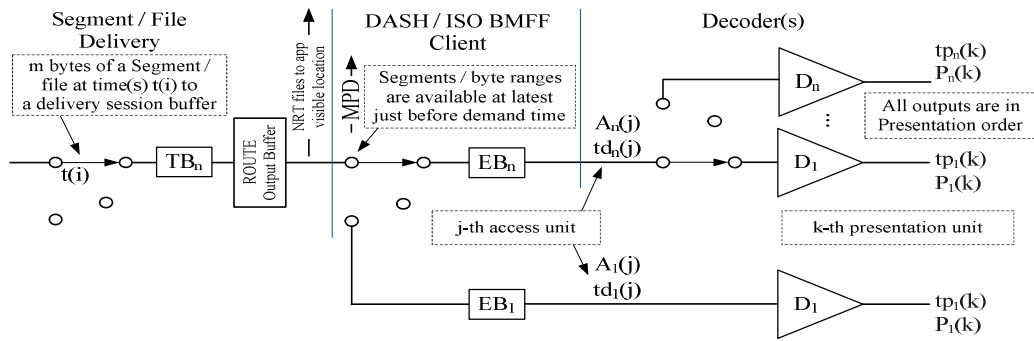 Segment / File
Delivery
m bytes of a Segment /
file at time(s) t(i) to
a delivery session buffer
t(i)
TBn
ROUTE
Output Buffer
NRT files to app
visible location
DASH / ISO BMFF
Client
MPD
Segments / byte ranges
are available at latest
just before demand time
EBn
j-th access unit
EB1
Decoder(s)
An(j)
tdn(j)
A1(j)
td1(j)
Dn
tpn(k)
Pn(k)
All outputs are in
Presentation order
...
D1
tp1(k)
P1(k)
k-th presentation unit
D1
tp1(k)
P1(k)